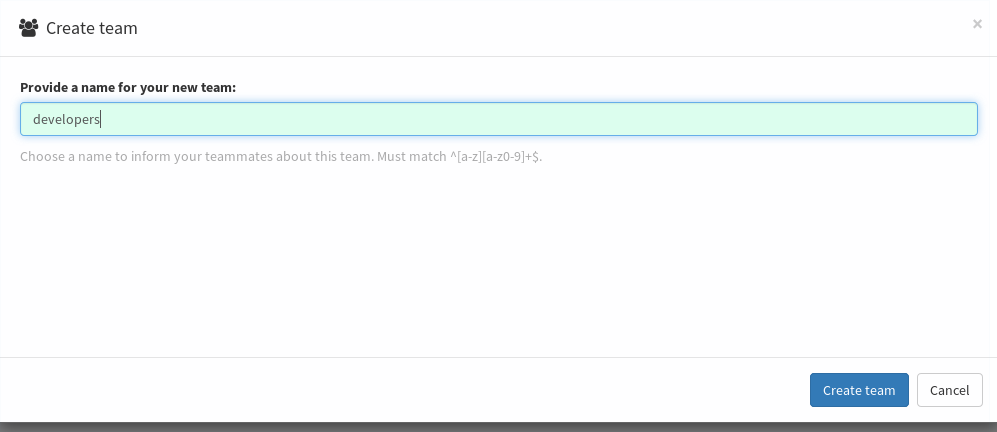 Create team
×
Provide a name for your new team:
developers
Choose a name to inform your teammates about this team. Must match ^[a-z][a-z0-9]+$.
Create team
Cancel